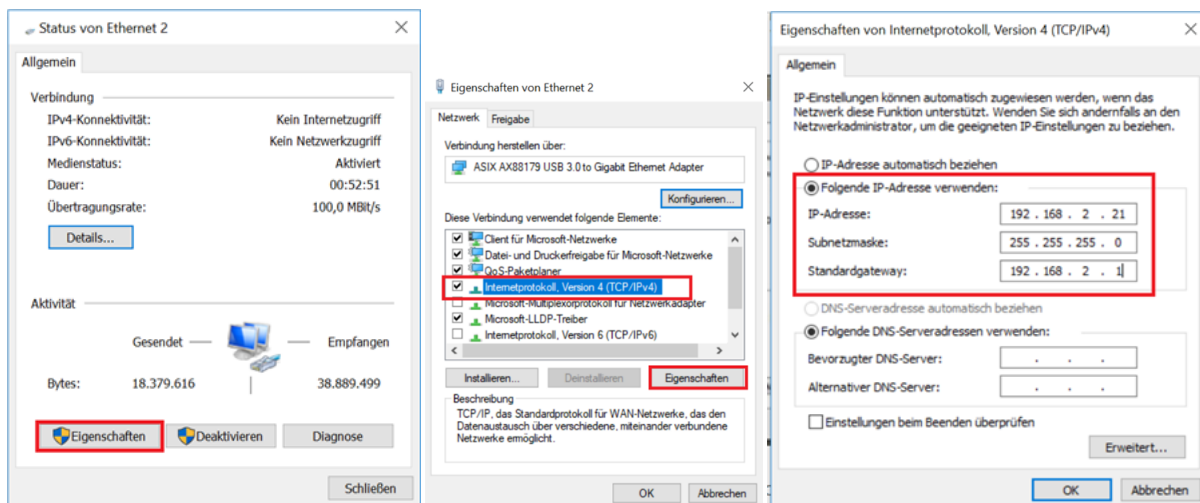 Status von Ethernet 2
Allgemein
Verbindung
IPv4-Konnektivität: Kein Internetzugriff
IPv6-Konnektivität: Kein Netzwerkzugriff
Medienstatus: Aktiviert
Dauer: 00:52:51
Übertragungsrate: 100,0 MBit/s
Details...
Aktivität
Gesendet Empfangen
Bytes: 18.379.616 38.889.499
Eigenschaften Deaktivieren Diagnose
Schließen
Eigenschaften von Ethernet 2
Netzwerk Freigabe
Verbindung herstellen über:
ASIX AX88179 USB 3.0 to Gigabit Ethernet Adapter
Konfigurieren...
Diese Verbindung verwendet folgende Elemente:
Client für Microsoft-Netzwerke
Datei- und Druckerfreigabe für Microsoft-Netzwerke
QoS-Paketplaner
Internetprotokoll, Version 4 (TCP/IPv4)
Microsoft-Multiplexorprotokoll für Netzwerkadapter
Microsoft-LLDP-Treiber
Internetprotokoll, Version 6 (TCP/IPv6)
Installieren... Deinstallieren Eigenschaften
Beschreibung
TCP/IP, das Standardprotokoll für WAN-Netzwerke, das den
Datenaustausch über verschiedene, miteinander verbundene
Netzwerke ermöglicht.
OK Abbrechen
Eigenschaften von Internetprotokoll, Version 4 (TCP/IPv4)
Allgemein
IP-Einstellungen können automatisch zugewiesen werden, wenn das
Netzwerk diese Funktion unterstützt. Wenden Sie sich andernfalls an den
Netzwerkadministrator, um die geeigneten IP-Einstellungen zu beziehen.
IP-Adresse automatisch beziehen
Folgende IP-Adresse verwenden:
IP-Adresse: 192 . 168 . 2 . 21
Subnetzmaske: 255 . 255 . 255 . 0
Standardgateway: 192 . 168 . 2 . 1
DNS-Serveradresse automatisch beziehen
Folgende DNS-Serveradressen verwenden:
Bevorzugter DNS-Server: . . .
Alternativer DNS-Server: . . .
Einstellungen beim Beenden überprüfen
Erweitert...
OK Abbrechen